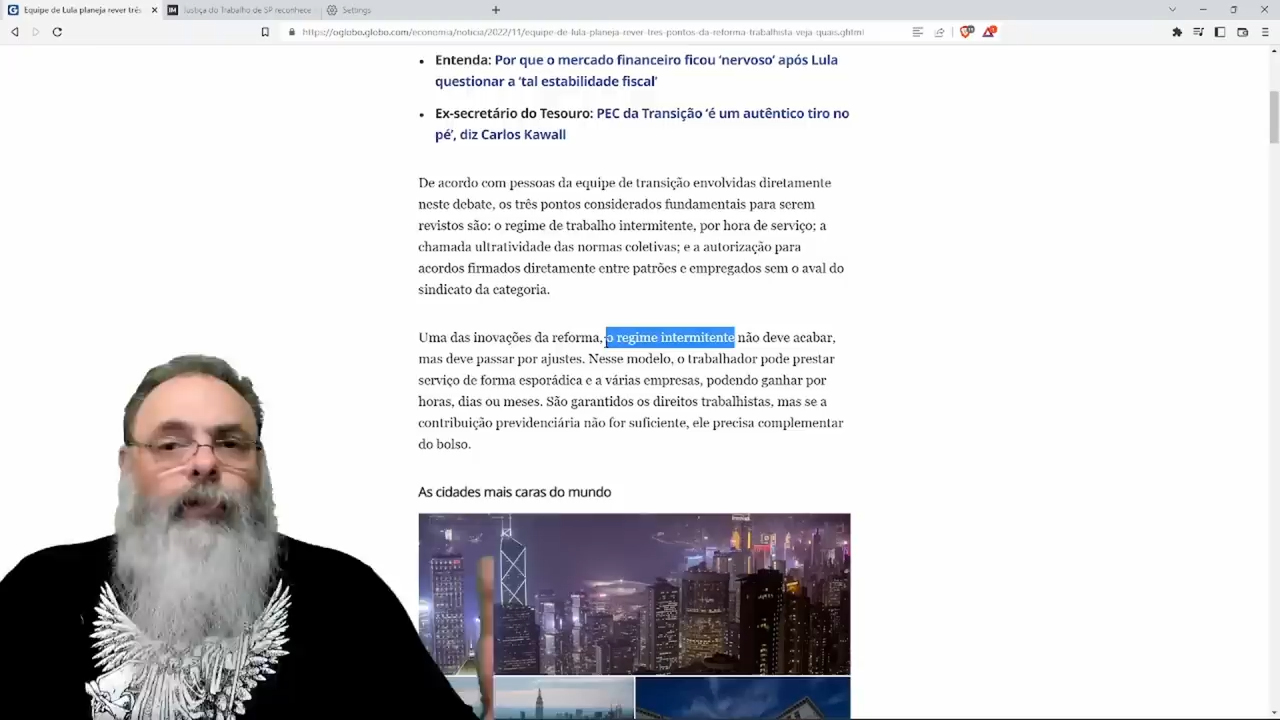 Equipe de Lula planeja rever três
Justiça do Trabalho de SP reconhece
Settings
https://oglobo.globo.com/economia/noticia/2022/11/equipe-de-lula-planeja-rever-tres-pontos-da-reforma-trabalhista-veja-quais.ghtml
Entenda: Por que o mercado financeiro ficou ‘nervoso’ após Lula
questionar a ‘tal estabilidade fiscal’
Ex-secretário do Tesouro: PEC da Transição ‘é um autêntico tiro no
pé’, diz Carlos Kawall
De acordo com pessoas da equipe de transição envolvidas diretamente
neste debate, os três pontos considerados fundamentais para serem
revistos são: o regime de trabalho intermitente, por hora de serviço; a
chamada ultratividade das normas coletivas; e a autorização para
acordos firmados diretamente entre patrões e empregados sem o aval do
sindicato da categoria.
Uma das inovações da reforma, o regime intermitente não deve acabar,
mas deve passar por ajustes. Nesse modelo, o trabalhador pode prestar
serviço de forma esporádica e a várias empresas, podendo ganhar por
horas, dias ou meses. São garantidos os direitos trabalhistas, mas se a
contribuição previdenciária não for suficiente, ele precisa complementar
do bolso.
As cidades mais caras do mundo